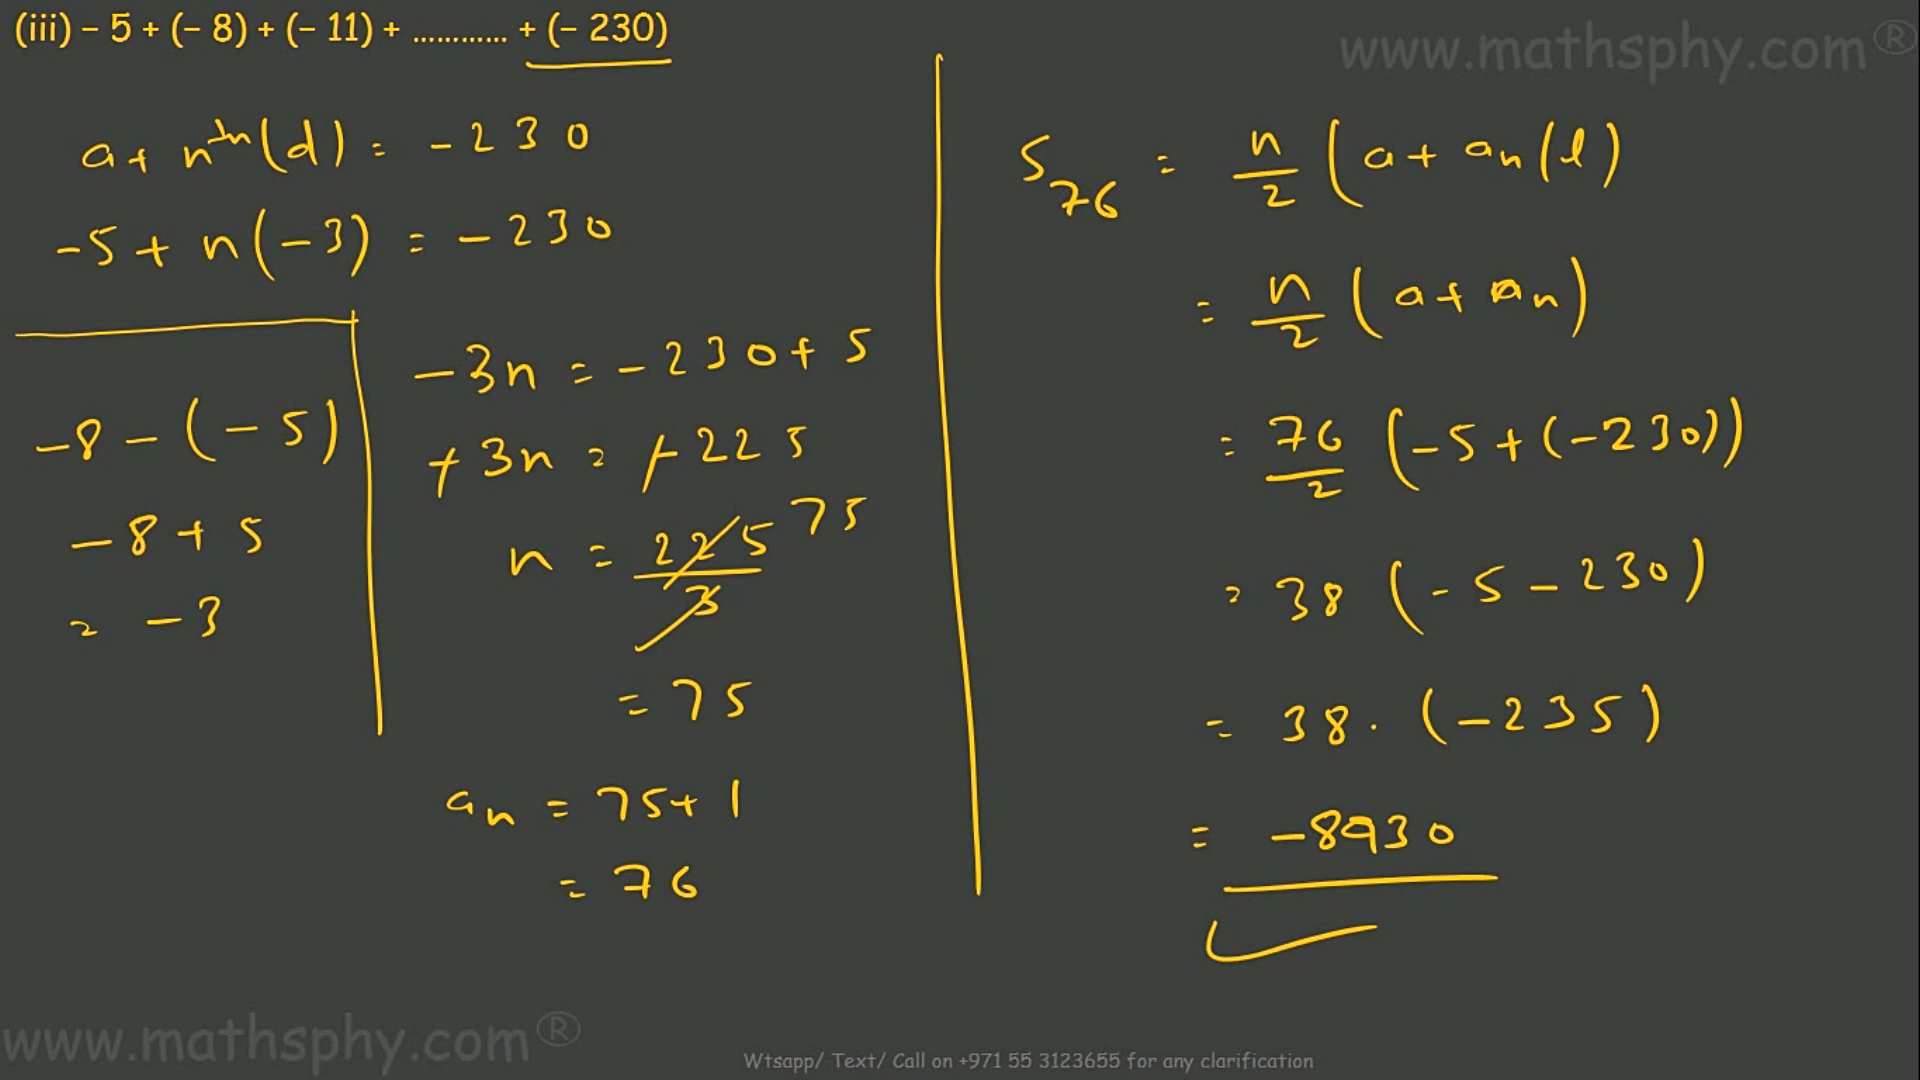 (iii) – 5 + (– 8) + (– 11) + ............ + (– 230)
www.mathsphy.com®
a + nth(d) = -230
-5 + n(-3) = -230
-8 - (-5)
-8 + 5
= -3
-3n = -230 + 5
+3n = +225
n = 225/3 75
= 75
an = 75 + 1
= 76
S76 = n/2 (a + an(l)
= n/2 (a + an)
= 76/2 (-5 + (-230))
= 38 (-5 - 230)
= 38 . (-235)
= -8930
www.mathsphy.com®
Wtsapp/ Text/ Call on +971 55 3123655 for any clarification